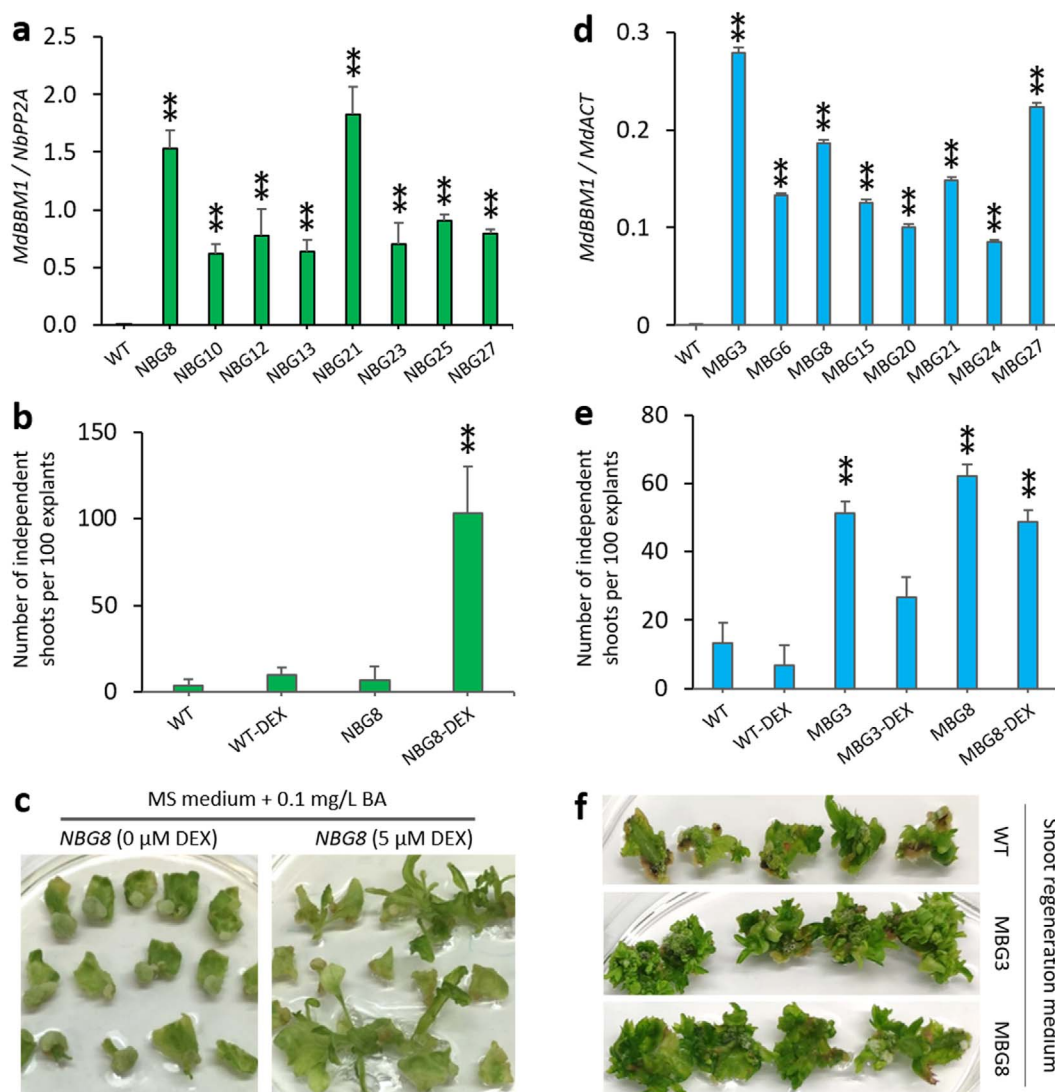 a
2.5
2.0
1.5
1.0
0.5
0.0
MdBBM1 / NbPP2A
**
**
**
**
**
**
**
**
WT
NBG8
NBG10
NBG12
NBG13
NBG21
NBG23
NBG25
NBG27
b
150
100
50
0
Number of independent
shoots per 100 explants
**
WT
WT-DEX
NBG8
NBG8-DEX
c
MS medium + 0.1 mg/L BA
NBG8 (0 µM DEX)
NBG8 (5 µM DEX)
d
0.3
0.2
0.1
0
MdBBM1 / MdACT
**
**
**
**
**
**
**
**
WT
MBG3
MBG6
MBG8
MBG15
MBG20
MBG21
MBG24
MBG27
e
80
60
40
20
0
Number of independent
shoots per 100 explants
**
**
**
WT
WT-DEX
MBG3
MBG3-DEX
MBG8
MBG8-DEX
f
WT
MBG3
MBG8
Shoot regeneration medium